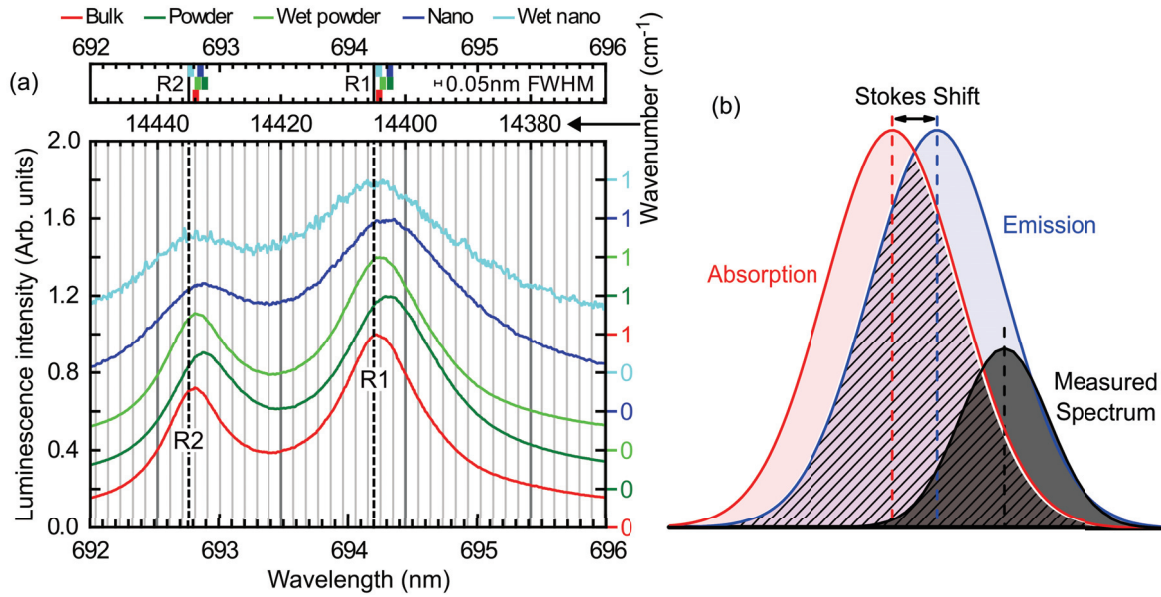 Bulk Powder Wet powder Nano Wet nano
692 693 694 695 696
(a)
R2 R1 0.05nm FWHM
14440 14420 14400 14380
Wavenumber (cm-1)
2.0
1.6
1.2
0.8
0.4
0.0
Luminescence intensity (Arb. units)
1
1
1
1
1
0
0
0
0
0
R1
R2
692 693 694 695 696
Wavelength (nm)
(b)
Stokes Shift
Absorption
Emission
Measured
Spectrum